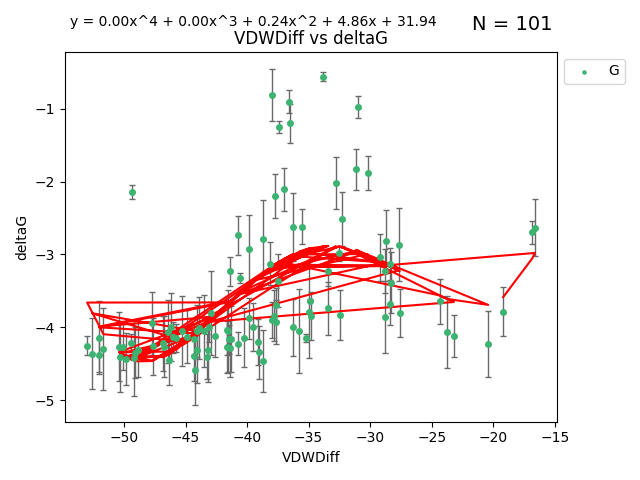 y = 0.00x^4 + 0.00x^3 + 0.24x^2 + 4.86x + 31.94
N = 101
VDWDiff vs deltaG
G
deltaG
−1
−2
−3
−4
−5
−50
−45
−40
−35
−30
−25
−20
−15
VDWDiff